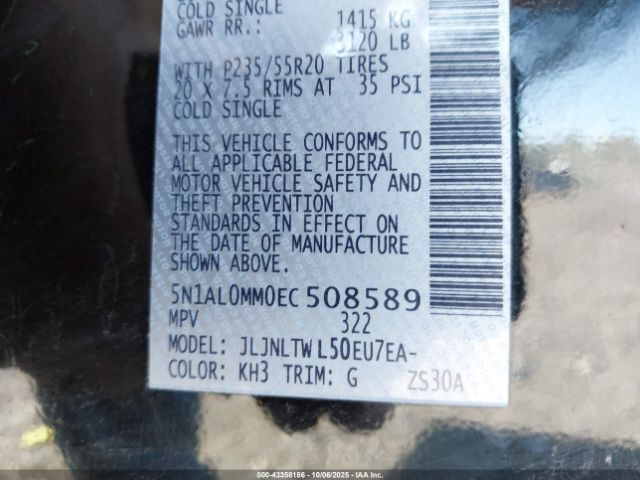 COLD SINGLE
GAWR RR.: 1415 KG
3120 LB
WITH P235/55R20 TIRES
20 X 7.5 RIMS AT 35 PSI
COLD SINGLE
THIS VEHICLE CONFORMS TO
ALL APPLICABLE FEDERAL
MOTOR VEHICLE SAFETY AND
THEFT PREVENTION
STANDARDS IN EFFECT ON
THE DATE OF MANUFACTURE
SHOWN ABOVE.
5N1AL0MM0EC508589
MPV 322
MODEL: JLJNLTWL50EU7EA-
COLOR: KH3 TRIM: G ZS30A
000-43358186 | 10/06/2025 | IAA Inc.